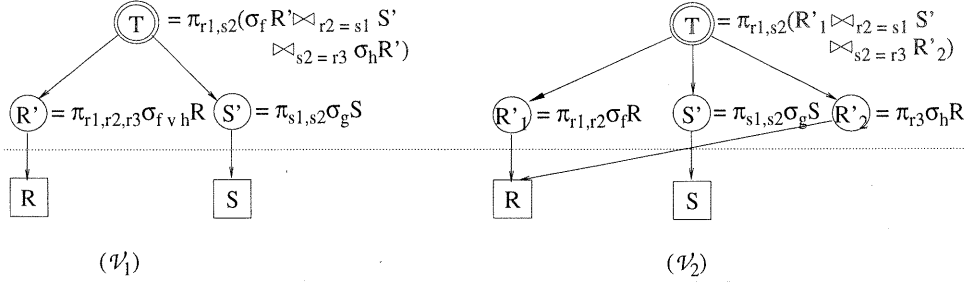 T = π_{r1,s2}(σ_f R'⋈_{r2 = s1} S'
⋈_{s2 = r3} σ_h R')
R' = π_{r1,r2,r3}σ_{f v h}R
S' = π_{s1,s2}σ_g S
R
S
(𝒱_1)
T = π_{r1,s2}(R'_1 ⋈_{r2 = s1} S'
⋈_{s2 = r3} R'_2)
R'_1 = π_{r1,r2}σ_f R
S' = π_{s1,s2}σ_g S
R'_2 = π_{r3}σ_h R
R
S
(𝒱_2)